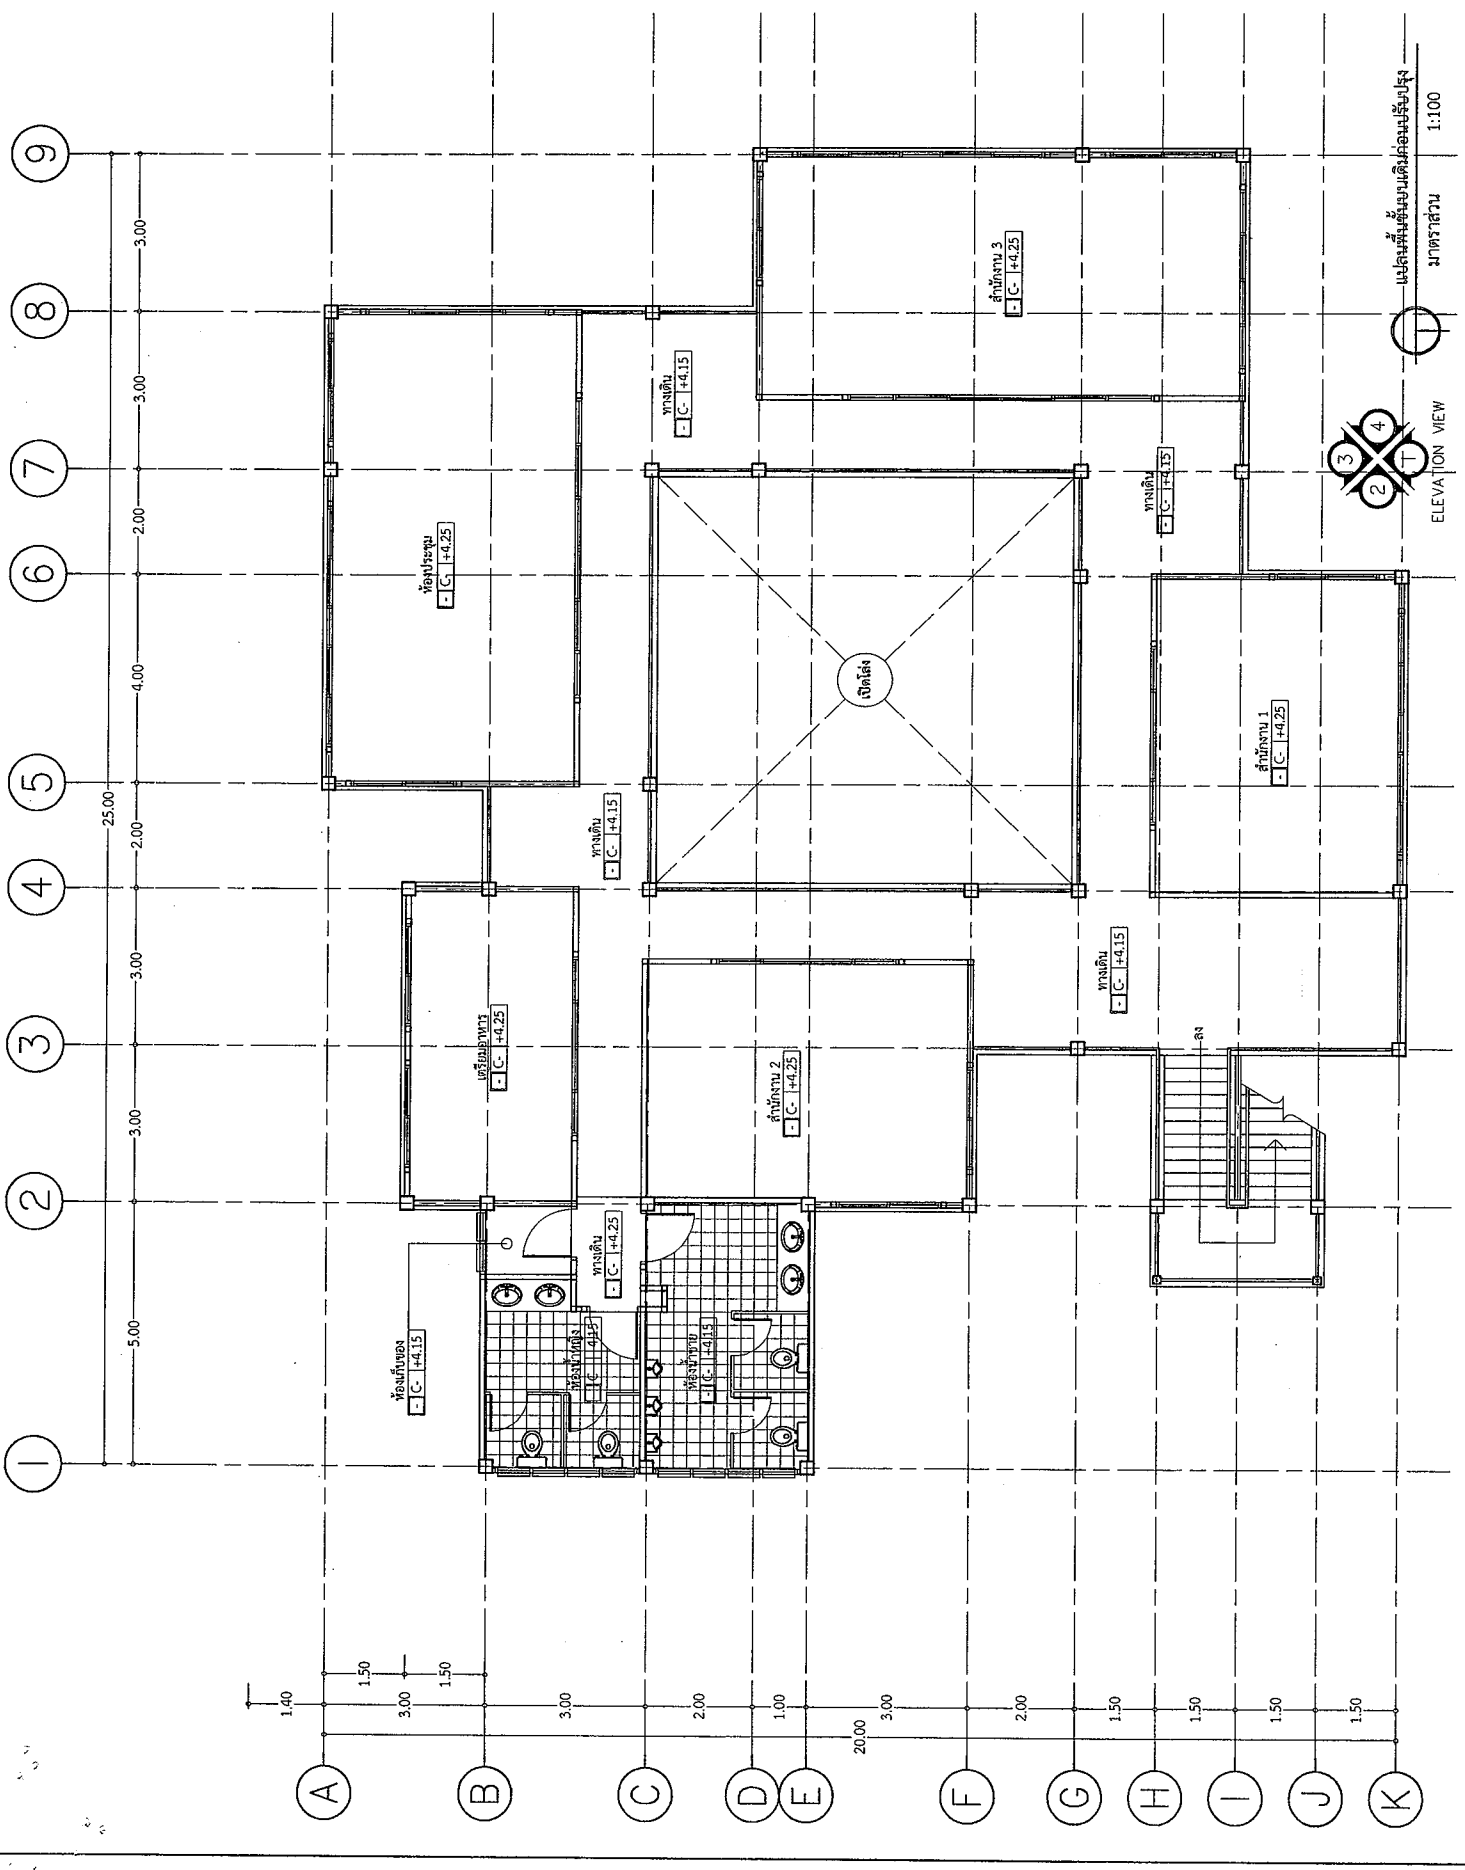 1
2
3
4
5
6
7
8
9
25.00
5.00
3.00
3.00
2.00
4.00
2.00
3.00
3.00
A
B
C
D
E
F
G
H
I
J
K
1.40
1.50
1.50
3.00
3.00
2.00
1.00
3.00
2.00
1.50
1.50
1.50
1.50
20.00
ห้องประชุม
- C- +4.25
ทางเดิน
- C- +4.15
สำนักงาน 3
- C- +4.25
ทางเดิน
- C- +4.15
ทางเดิน
- C- +4.15
เปิดโล่ง
สำนักงาน 1
- C- +4.25
เตรียมอาหาร
- C- +4.25
สำนักงาน 2
- C- +4.25
ทางเดิน
- C- +4.15
ลง
ห้องเก็บของ
- C- +4.15
ทางเดิน
- C- +4.25
ห้องน้ำหญิง
- C- 4.15
ห้องน้ำชาย
- C- +4.15
1
2
3
4
ELEVATION VIEW
แปลนพื้นชั้นบนเดิมก่อนปรับปรุง
มาตราส่วน 1:100